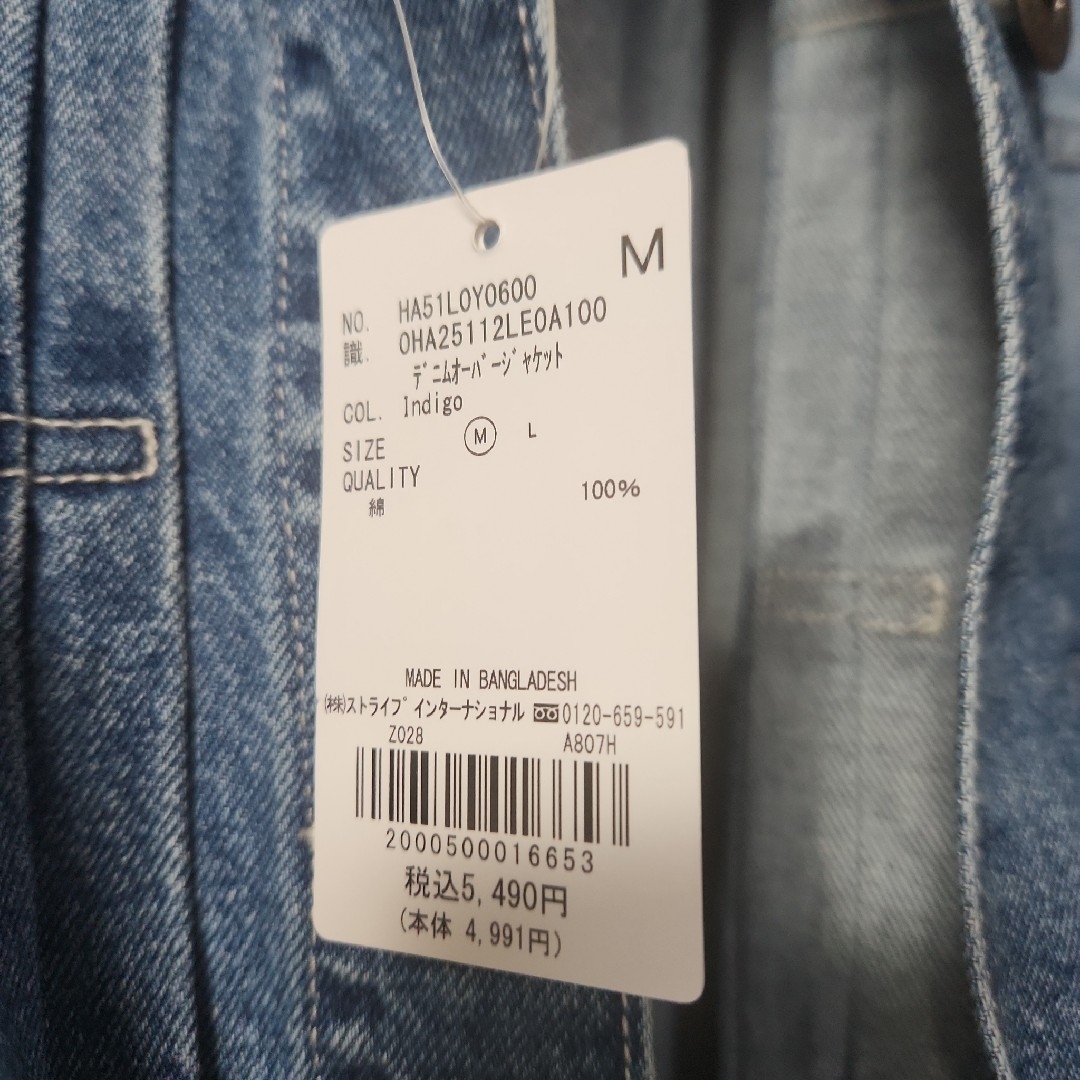 M
NO. HA51L0Y0600
識. 0HA25112LE0A100
デニムオーバージャケット
COL. Indigo
SIZE M L
QUALITY
綿 100%
MADE IN BANGLADESH
㈱ストライプインターナショナル 0120-659-591
Z028 A807H
2000500016653
税込5,490円
(本体 4,991円)